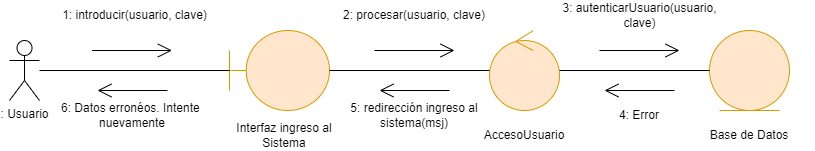 1: introducir(usuario, clave)
2: procesar(usuario, clave)
3: autenticarUsuario(usuario,
clave)
: Usuario
6: Datos erronéos. Intente
nuevamente
Interfaz ingreso al
Sistema
5: redirección ingreso al
sistema(msj)
AccesoUsuario
4: Error
Base de Datos